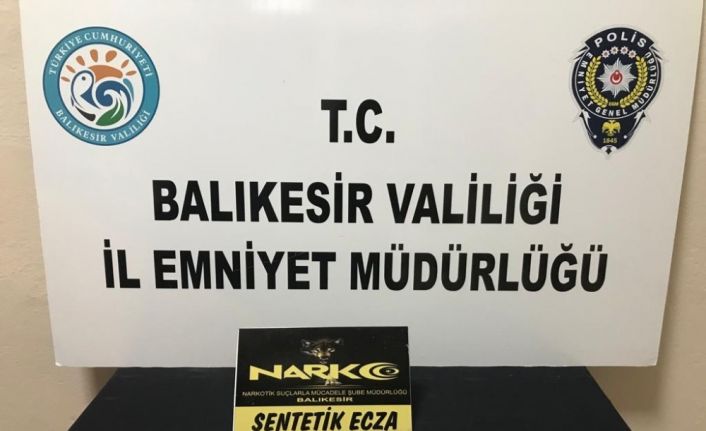 TÜRKİYE CUMHURİYETİ
BALIKESİR VALİLİĞİ
POLİS
EMNİYET GENEL MÜDÜRLÜĞÜ
1845
T.C.
BALIKESİR VALİLİĞİ
İL EMNİYET MÜDÜRLÜĞÜ
NARKO
NARKOTİK SUÇLARLA MÜCADELE ŞUBE MÜDÜRLÜĞÜ
BALIKESİR
SENTETİK ECZA